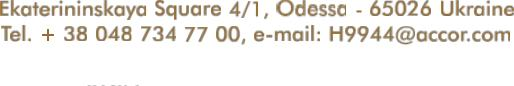 Ekaterininskaya Square 4/1, Odessa - 65026 Ukraine
Tel. + 38 048 734 77 00, e-mail: H9944@accor.com